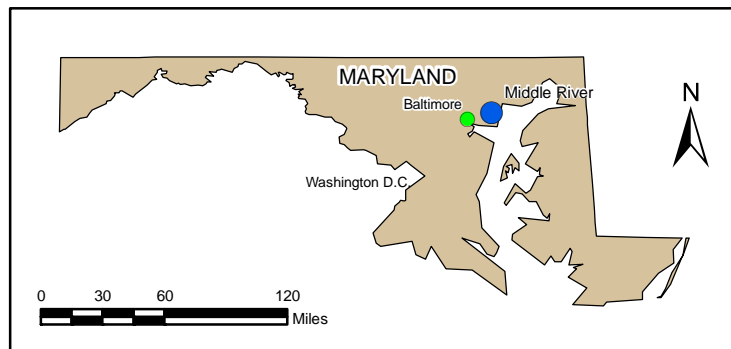 MARYLAND
Middle River
Baltimore
N
Washington D.C.
0 30 60 120
Miles